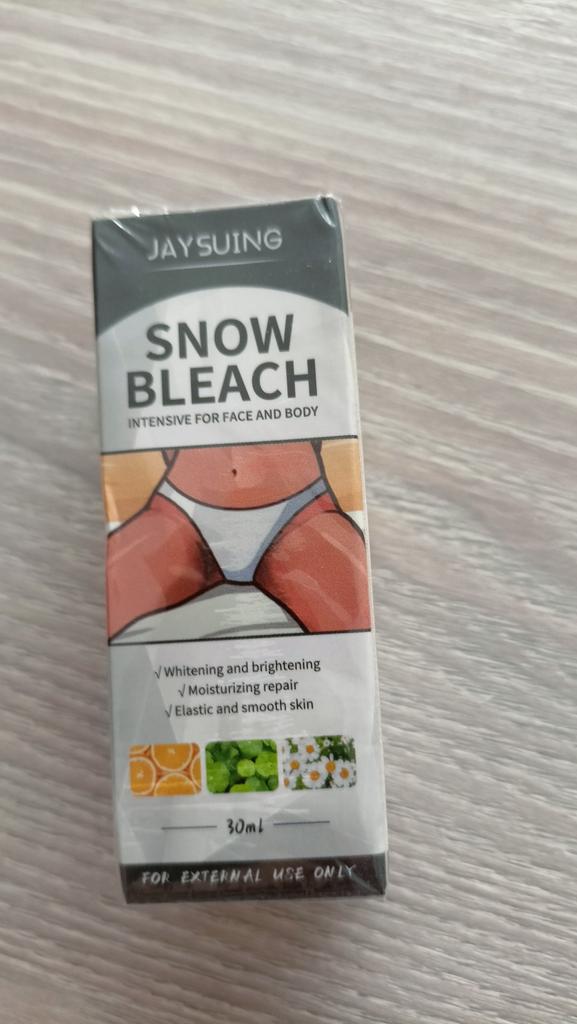 JAYSUING
SNOW
BLEACH
INTENSIVE FOR FACE AND BODY
√ Whitening and brightening
√ Moisturizing repair
√ Elastic and smooth skin
30ml
FOR EXTERNAL USE ONLY